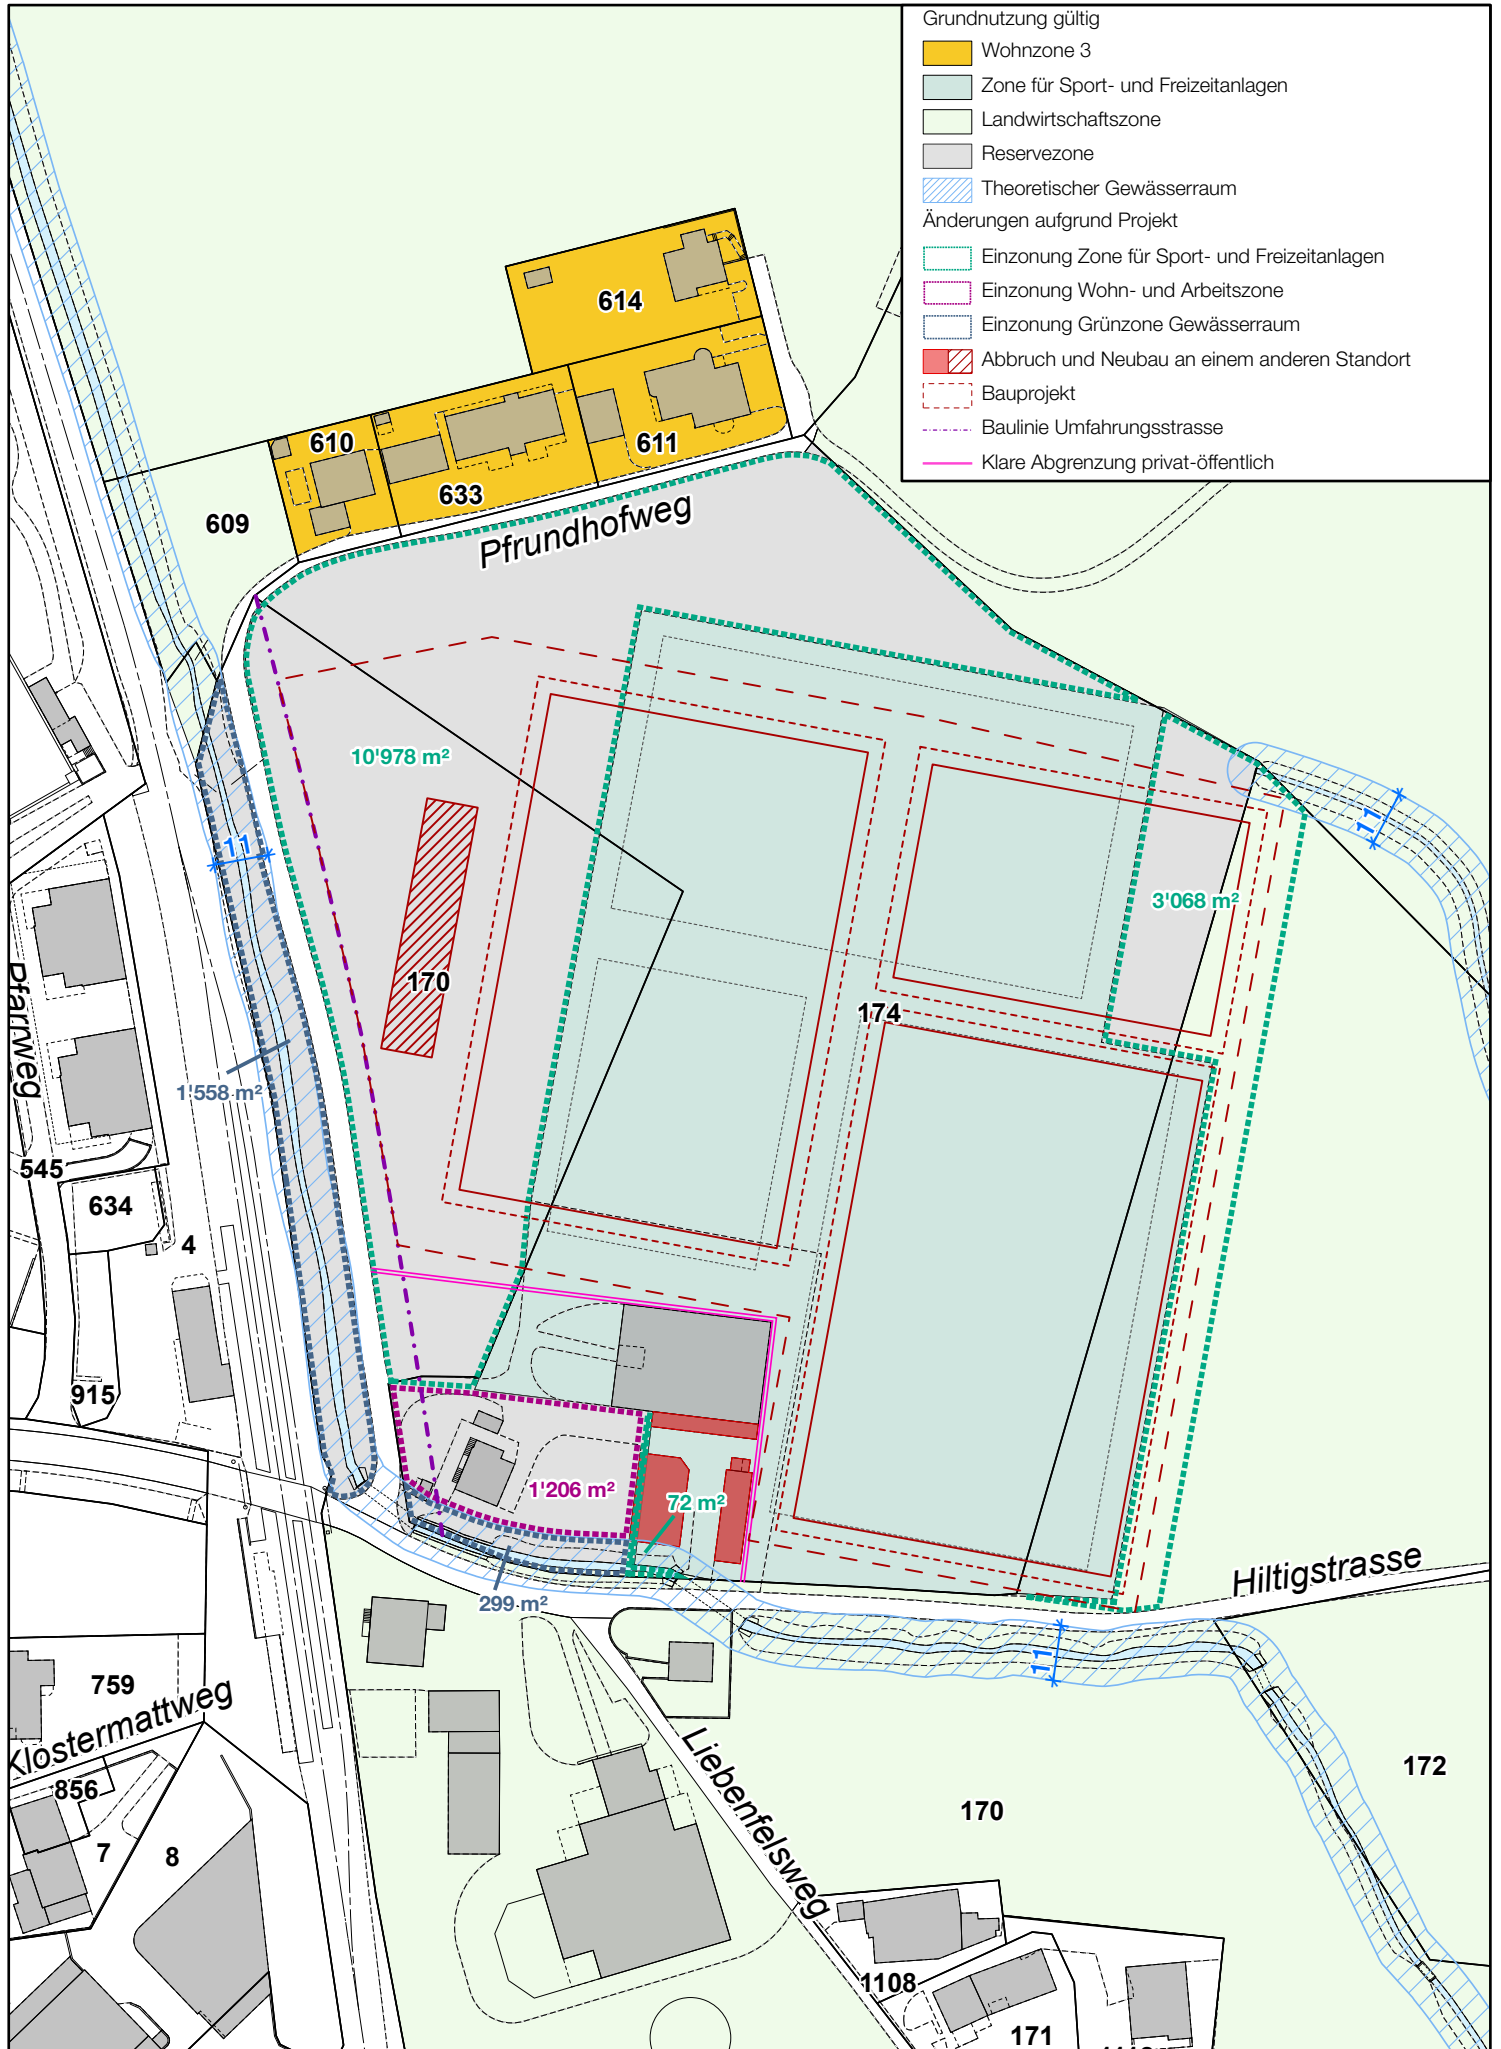 Grundnutzung gültig
Wohnzone 3
Zone für Sport- und Freizeitanlagen
Landwirtschaftszone
Reservezone
Theoretischer Gewässerraum
Änderungen aufgrund Projekt
Einzonung Zone für Sport- und Freizeitanlagen
Einzonung Wohn- und Arbeitszone
Einzonung Grünzone Gewässerraum
Abbruch und Neubau an einem anderen Standort
Bauprojekt
Baulinie Umfahrungsstrasse
Klare Abgrenzung privat-öffentlich
614
610
611
633
609
Pfrundhofweg
10'978 m²
11
11
3'068 m²
170
174
Pfarrweg
1'558 m²
545
634
4
915
1'206 m²
72 m²
299 m²
Hiltigstrasse
11
759
Klostermattweg
856
7
8
Liebenfelsweg
172
170
1108
171